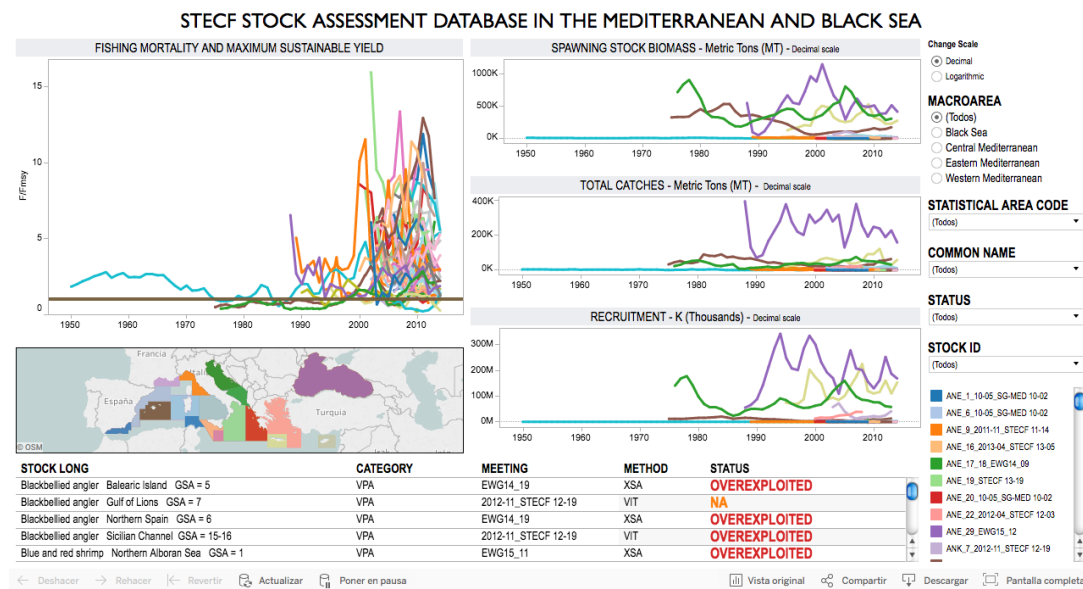 STECF STOCK ASSESSMENT DATABASE IN THE MEDITERRANEAN AND BLACK SEA
FISHING MORTALITY AND MAXIMUM SUSTAINABLE YIELD
F/Fmsy
15
10
5
0
1950 1960 1970 1980 1990 2000 2010
SPAWNING STOCK BIOMASS - Metric Tons (MT) - Decimal scale
1000K
500K
0K
1950 1960 1970 1980 1990 2000 2010
TOTAL CATCHES - Metric Tons (MT) - Decimal scale
400K
200K
0K
1950 1960 1970 1980 1990 2000 2010
RECRUITMENT - K (Thousands) - Decimal scale
300M
200M
100M
0M
1950 1960 1970 1980 1990 2000 2010
Francia
Italia
España
Turquia
© OSM
Change Scale
Decimal
Logarithmic
MACROAREA
(Todos)
Black Sea
Central Mediterranean
Eastern Mediterranean
Western Mediterranean
STATISTICAL AREA CODE
(Todos)
COMMON NAME
(Todos)
STATUS
(Todos)
STOCK ID
(Todos)
ANE_1_10-05_SG-MED 10-02
ANE_6_10-05_SG-MED 10-02
ANE_9_2011-11_STECF 11-14
ANE_16_2013-04_STECF 13-05
ANE_17_18_EWG14_09
ANE_19_STECF 13-19
ANE_20_10-05_SG-MED 10-02
ANE_22_2012-04_STECF 12-03
ANE_29_EWG15_12
ANK_7_2012-11_STECF 12-19
STOCK LONG CATEGORY MEETING METHOD STATUS
Blackbellied angler Balearic Island GSA = 5 VPA EWG14_19 XSA OVEREXPLOITED
Blackbellied angler Gulf of Lions GSA = 7 VPA 2012-11_STECF 12-19 VIT NA
Blackbellied angler Northern Spain GSA = 6 VPA EWG14_19 XSA OVEREXPLOITED
Blackbellied angler Sicilian Channel GSA = 15-16 VPA 2012-11_STECF 12-19 VIT OVEREXPLOITED
Blue and red shrimp Northern Alboran Sea GSA = 1 VPA EWG15_11 XSA OVEREXPLOITED
Deshacer Rehacer Revertir Actualizar Poner en pausa Vista original Compartir Descargar Pantalla completa